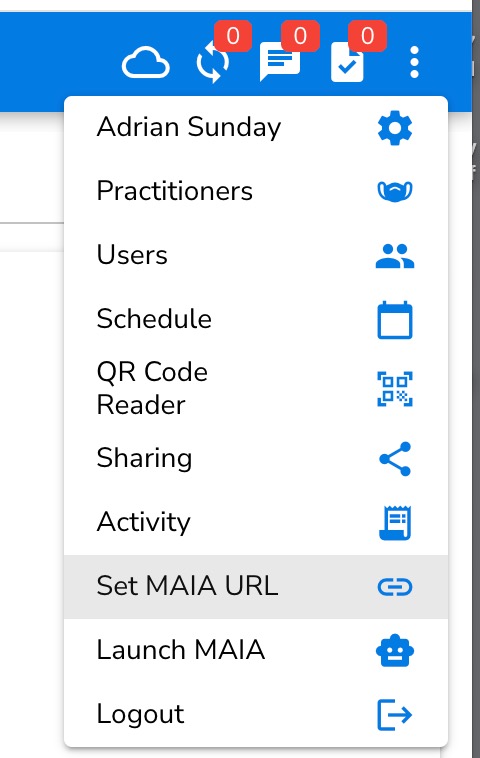 0 0 0
Adrian Sunday
Practitioners
Users
Schedule
QR Code
Reader
Sharing
Activity
Set MAIA URL
Launch MAIA
Logout